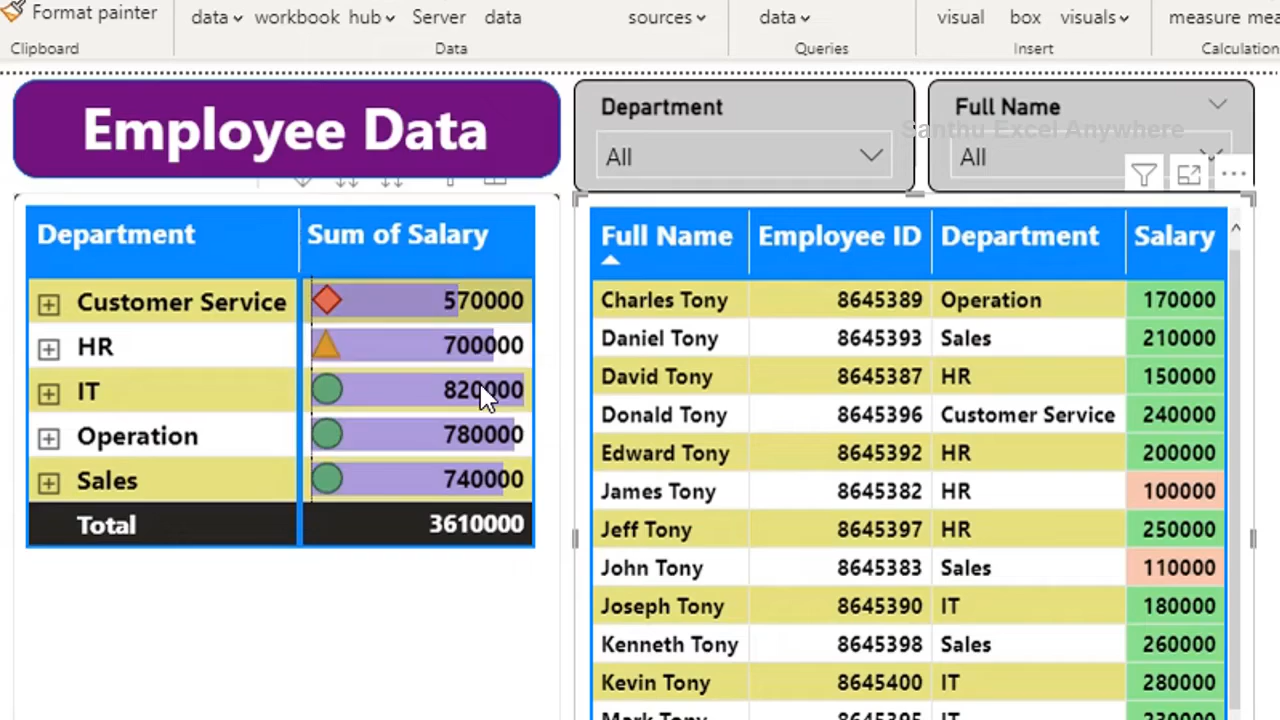 Format painter
data
workbook
hub
Server
data
sources
data
visual
box
visuals
measure
Clipboard
Data
Queries
Insert
Employee Data
Department
All
Full Name
All
Santhu Excel Anywhere
Department Sum of Salary
Customer Service 570000
HR 700000
IT 820000
Operation 780000
Sales 740000
Total 3610000
Full Name Employee ID Department Salary
Charles Tony 8645389 Operation 170000
Daniel Tony 8645393 Sales 210000
David Tony 8645387 HR 150000
Donald Tony 8645396 Customer Service 240000
Edward Tony 8645392 HR 200000
James Tony 8645382 HR 100000
Jeff Tony 8645397 HR 250000
John Tony 8645383 Sales 110000
Joseph Tony 8645390 IT 180000
Kenneth Tony 8645398 Sales 260000
Kevin Tony 8645400 IT 280000